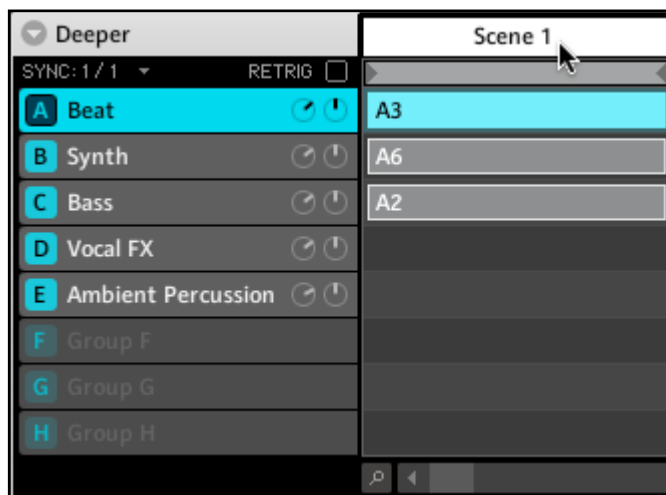 Deeper Scene 1
SYNC: 1 / 1 RETRIG
A Beat A3
B Synth A6
C Bass A2
D Vocal FX
E Ambient Percussion
F Group F
G Group G
H Group H